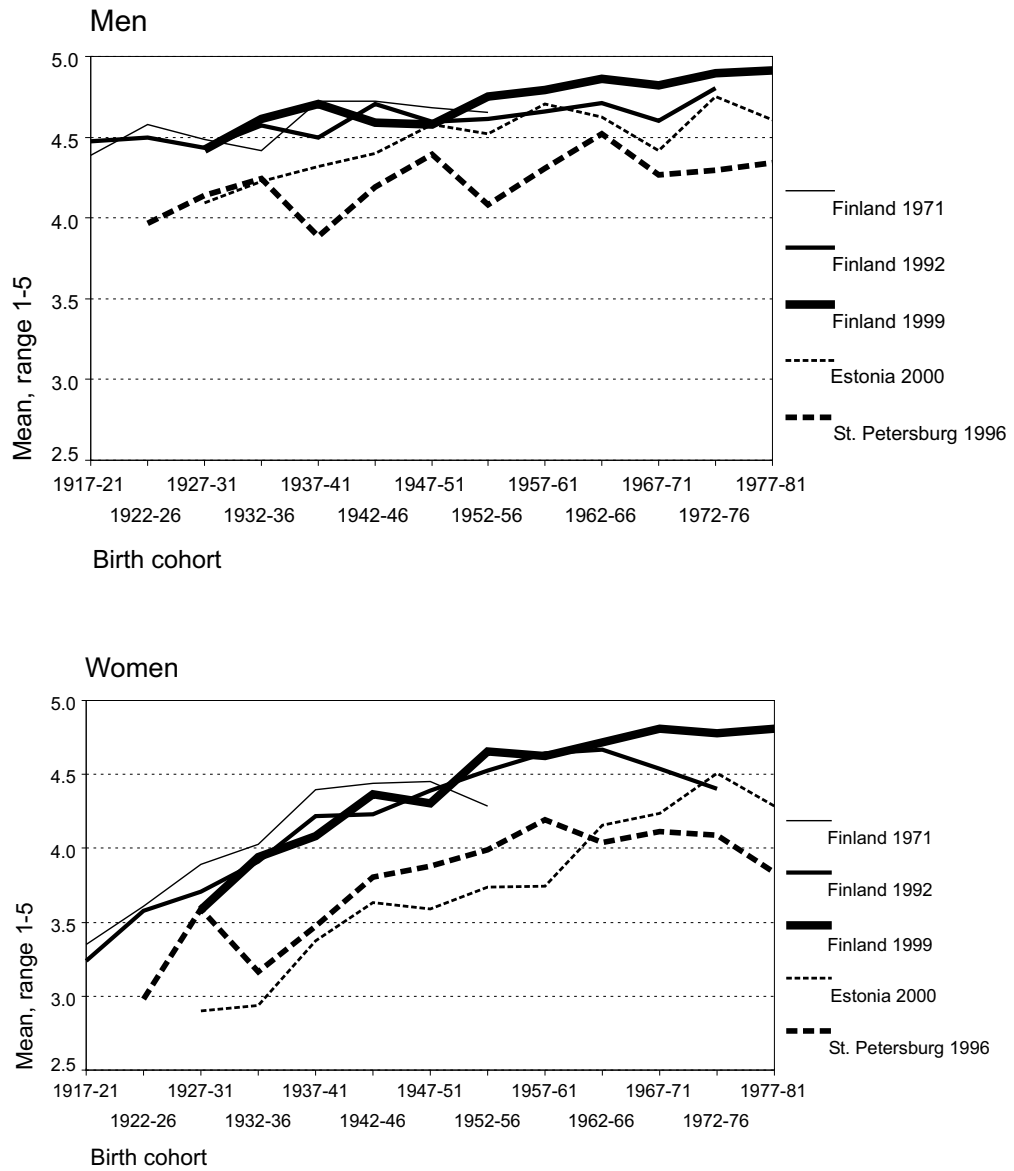 Men
5.0
4.5
4.0
3.5
3.0
2.5
Mean, range 1-5
1917-21 1927-31 1937-41 1947-51 1957-61 1967-71 1977-81
1922-26 1932-36 1942-46 1952-56 1962-66 1972-76
Birth cohort
Finland 1971
Finland 1992
Finland 1999
Estonia 2000
St. Petersburg 1996
Women
5.0
4.5
4.0
3.5
3.0
2.5
Mean, range 1-5
1917-21 1927-31 1937-41 1947-51 1957-61 1967-71 1977-81
1922-26 1932-36 1942-46 1952-56 1962-66 1972-76
Birth cohort
Finland 1971
Finland 1992
Finland 1999
Estonia 2000
St. Petersburg 1996